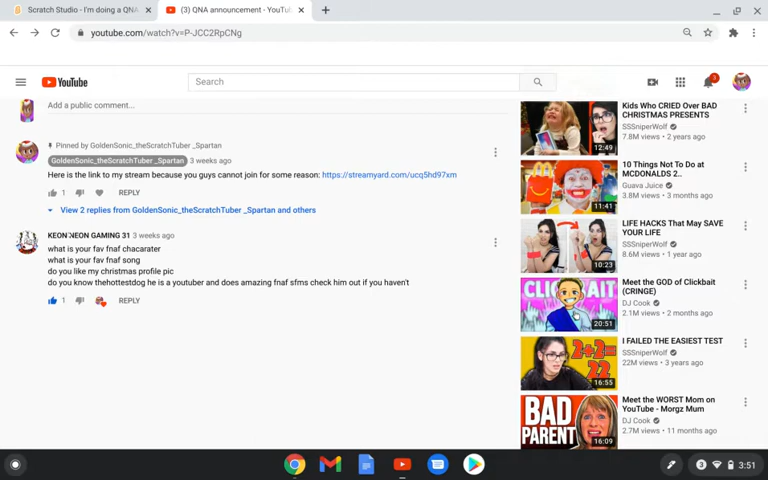 Scratch Studio - I'm doing a QNA
(3) QNA announcement - YouTu
youtube.com/watch?v=P-JCC2RpCNg
YouTube
Search
3
Add a public comment...
Pinned by GoldenSonic_theScratchTuber _Spartan
GoldenSonic_theScratchTuber _Spartan 3 weeks ago
Here is the link to my stream because you guys cannot join for some reason: https://streamyard.com/ucq5hd97xm
1 REPLY
View 2 replies from GoldenSonic_theScratchTuber _Spartan and others
KEON NEON GAMING 31 3 weeks ago
what is your fav fnaf chacarater
what is your fav fnaf song
do you like my christmas profile pic
do you know thehottestdog he is a youtuber and does amazing fnaf sfms check him out if you haven't
1 REPLY
12:49
Kids Who CRIED Over BAD
CHRISTMAS PRESENTS
SSSniperWolf
7.8M views • 2 years ago
11:41
10 Things Not To Do at
MCDONALDS 2..
Guava Juice
3.8M views • 3 months ago
10:23
LIFE HACKS That May SAVE
YOUR LIFE
SSSniperWolf
8.6M views • 1 year ago
20:51
Meet the GOD of Clickbait
(CRINGE)
DJ Cook
2.1M views • 2 months ago
2+2=
22
16:55
I FAILED THE EASIEST TEST
SSSniperWolf
22M views • 3 years ago
BAD
PARENT
16:09
Meet the WORST Mom on
YouTube - Morgz Mum
DJ Cook
2.7M views • 11 months ago
3 3:51